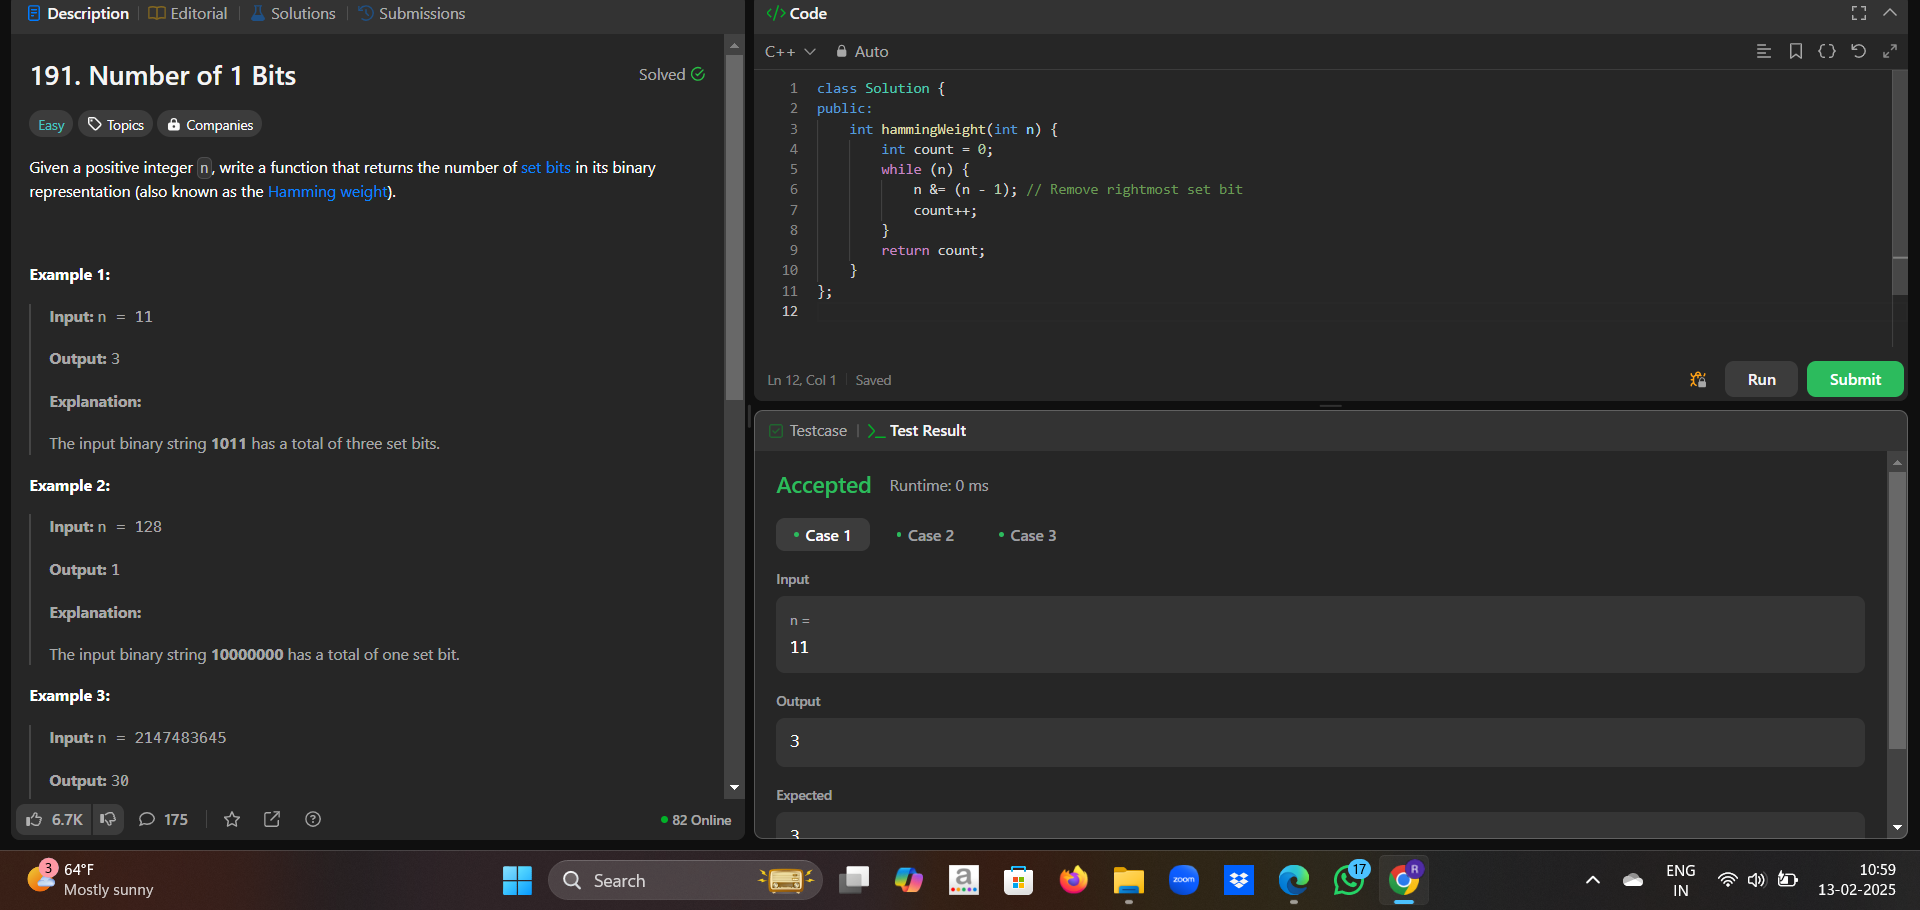 Description
Editorial
Solutions
Submissions
191. Number of 1 Bits
Solved
Easy
Topics
Companies
Given a positive integer n, write a function that returns the number of set bits in its binary
representation (also known as the Hamming weight).
Example 1:
Input: n = 11
Output: 3
Explanation:
The input binary string 1011 has a total of three set bits.
Example 2:
Input: n = 128
Output: 1
Explanation:
The input binary string 10000000 has a total of one set bit.
Example 3:
Input: n = 2147483645
Output: 30
6.7K
175
82 Online
</> Code
C++
Auto
1 class Solution {
2 public:
3     int hammingWeight(int n) {
4         int count = 0;
5         while (n) {
6             n &= (n - 1); // Remove rightmost set bit
7             count++;
8         }
9         return count;
10     }
11 };
12
Ln 12, Col 1
Saved
Run
Submit
Testcase
Test Result
Accepted
Runtime: 0 ms
Case 1
Case 2
Case 3
Input
n =
11
Output
3
Expected
3
3
64°F
Mostly sunny
Search
a
zoom
17
R
ENG
IN
10:59
13-02-2025